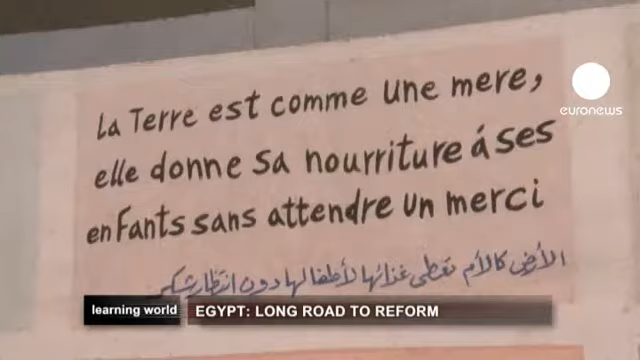 la Terre est comme une mere,
elle donne sa nourriture á ses
enfants sans attendre un merci
الأرض كالأم تعطى غذائها لأطفالها دون انتظار شكر
euronews
learning world
EGYPT: LONG ROAD TO REFORM